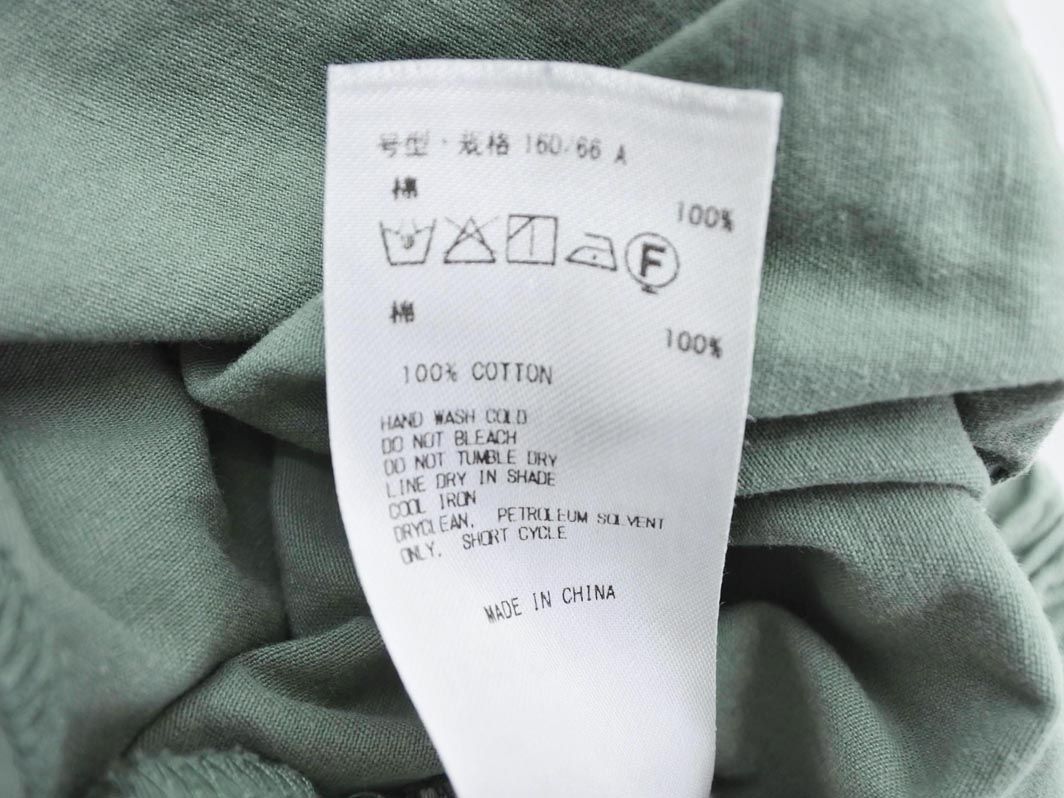 号型·规格 160/66 A
棉
100%
F
棉
100%
100% COTTON
HAND WASH COLD
DO NOT BLEACH
DO NOT TUMBLE DRY
LINE DRY IN SHADE
COOL IRON
DRYCLEAN, PETROLEUM SOLVENT
ONLY, SHORT CYCLE
MADE IN CHINA